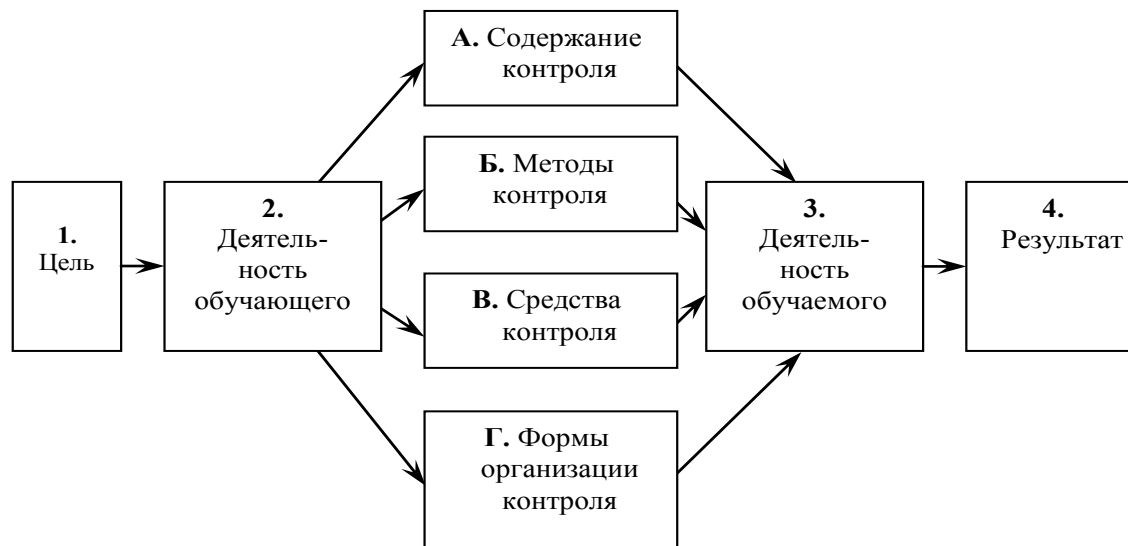 1.
Цель
2.
Деятель-
ность
обучающего
А. Содержание
контроля
Б. Методы
контроля
В. Средства
контроля
Г. Формы
организации
контроля
3.
Деятель-
ность
обучаемого
4.
Результат